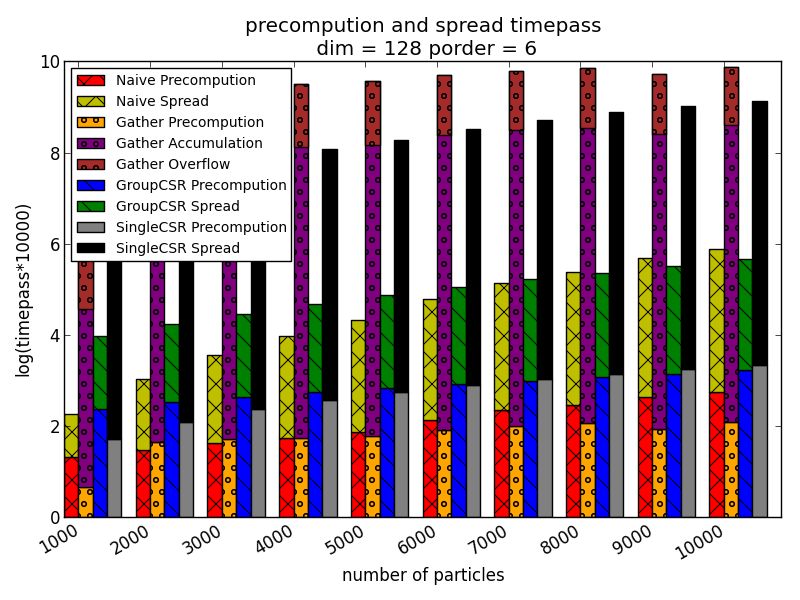 precompution and spread timepass
dim = 128 porder = 6
log(timepass*10000)
10
8
6
4
2
0
Naive Precompution
Naive Spread
Gather Precompution
Gather Accumulation
Gather Overflow
GroupCSR Precompution
GroupCSR Spread
SingleCSR Precompution
SingleCSR Spread
1000 2000 3000 4000 5000 6000 7000 8000 9000 10000
number of particles